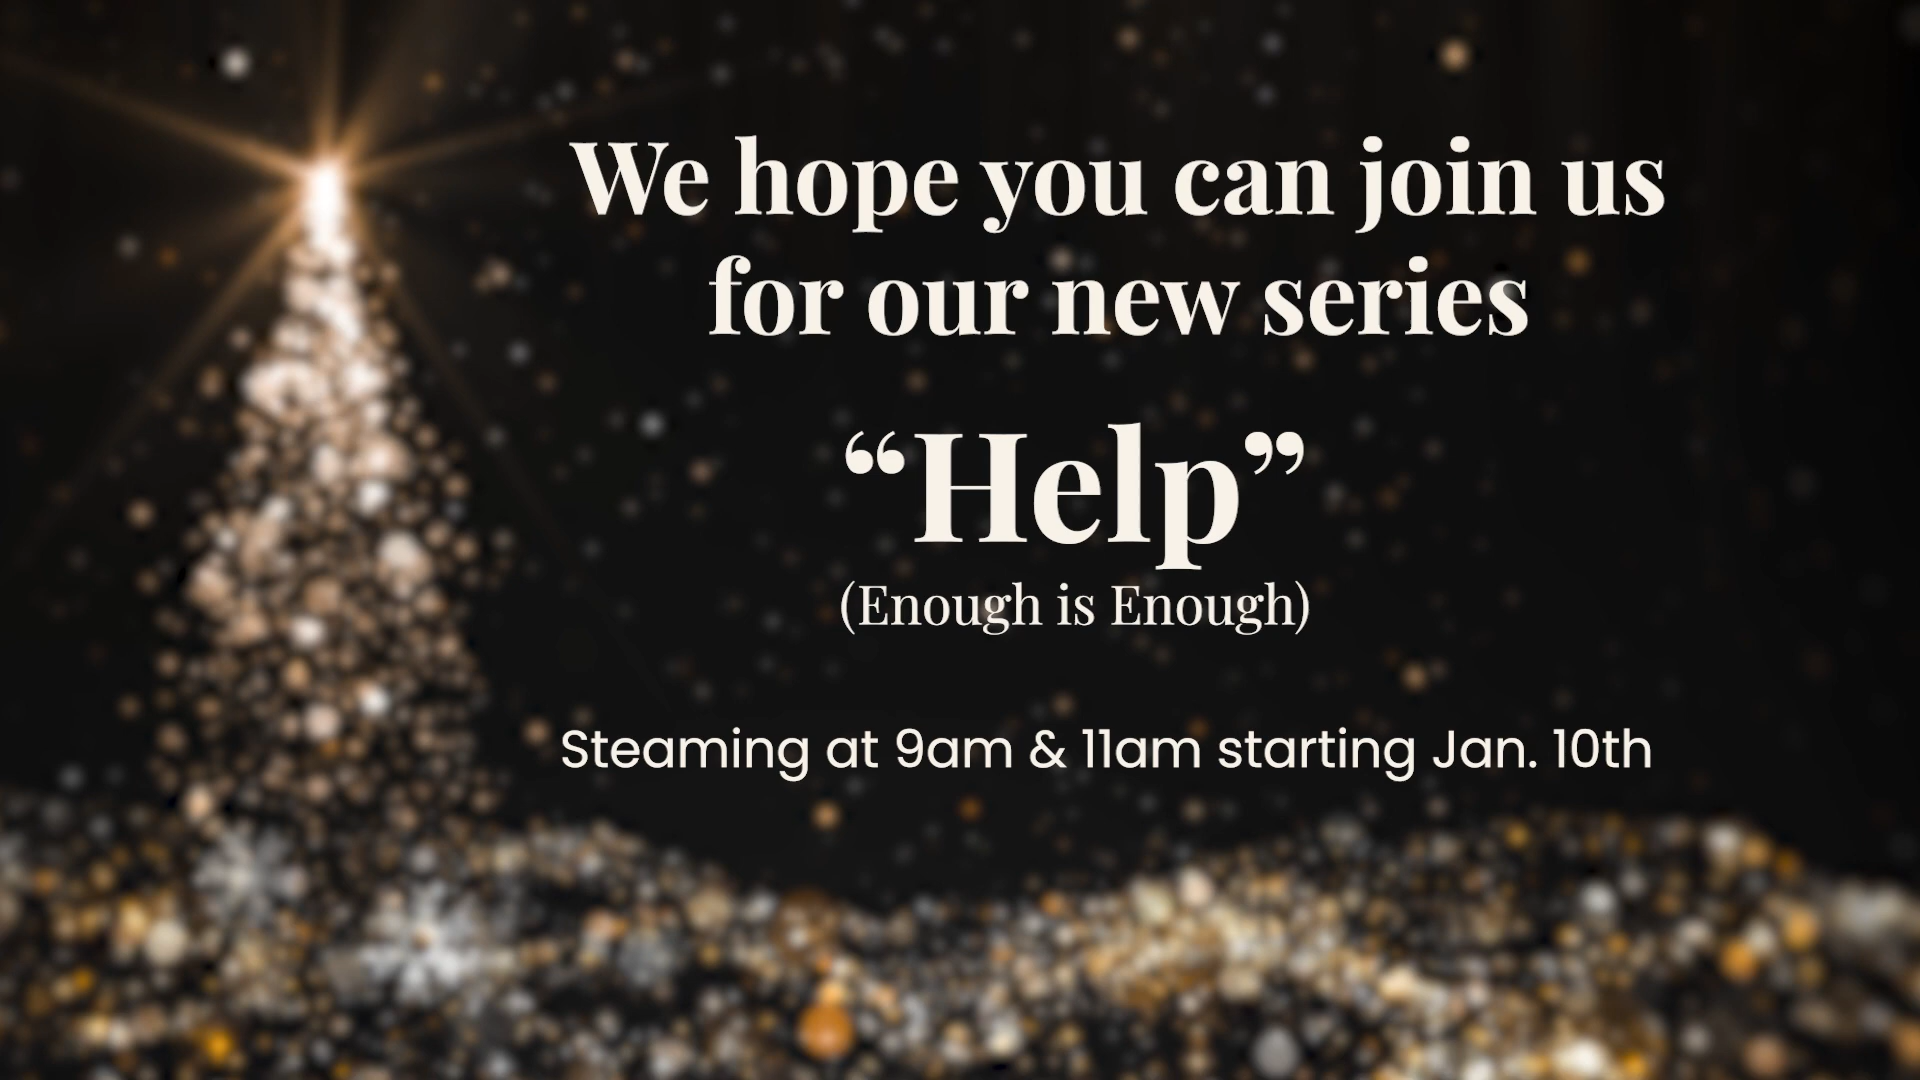 We hope you can join us
for our new series
“Help”
(Enough is Enough)
Steaming at 9am & 11am starting Jan. 10th